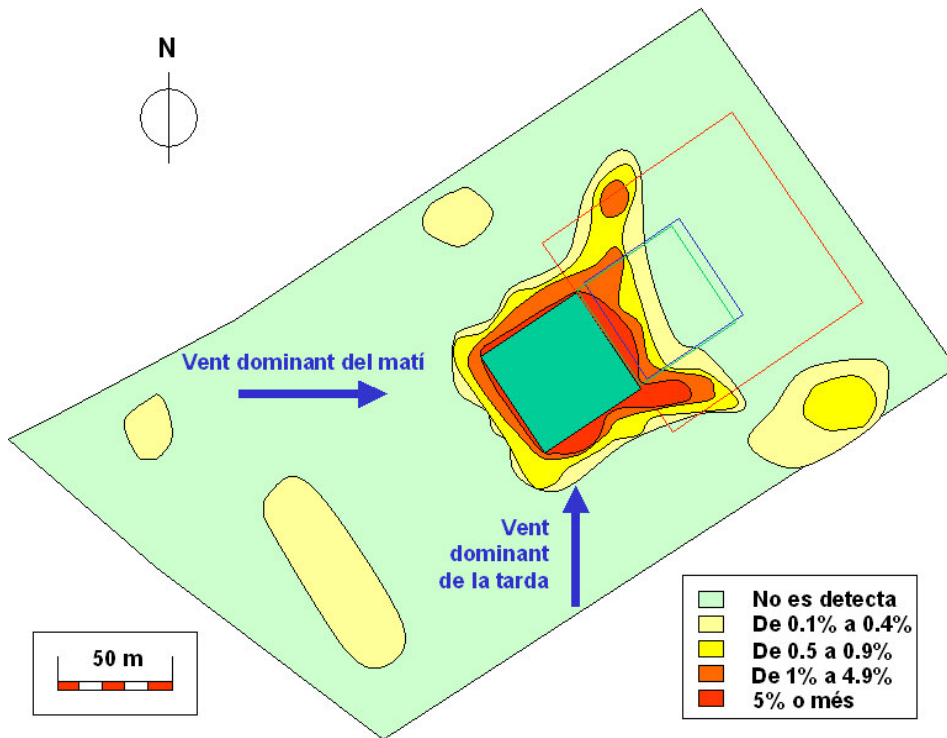 N
Vent dominant del matí
Vent
dominant
de la tarda
50 m
No es detecta
De 0.1% a 0.4%
De 0.5 a 0.9%
De 1% a 4.9%
5% o més